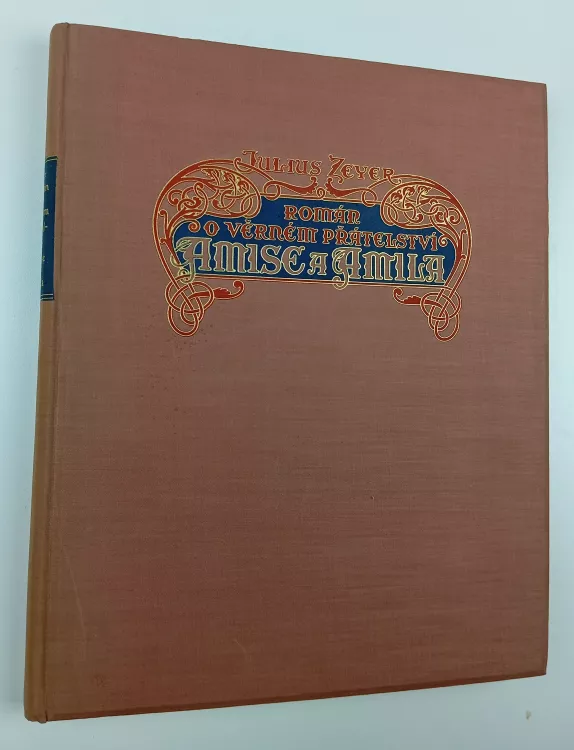 JULIUS ZEYER
ROMÁN
O VĚRNÉM PŘÁTELSTVÍ
AMISE A AMILA